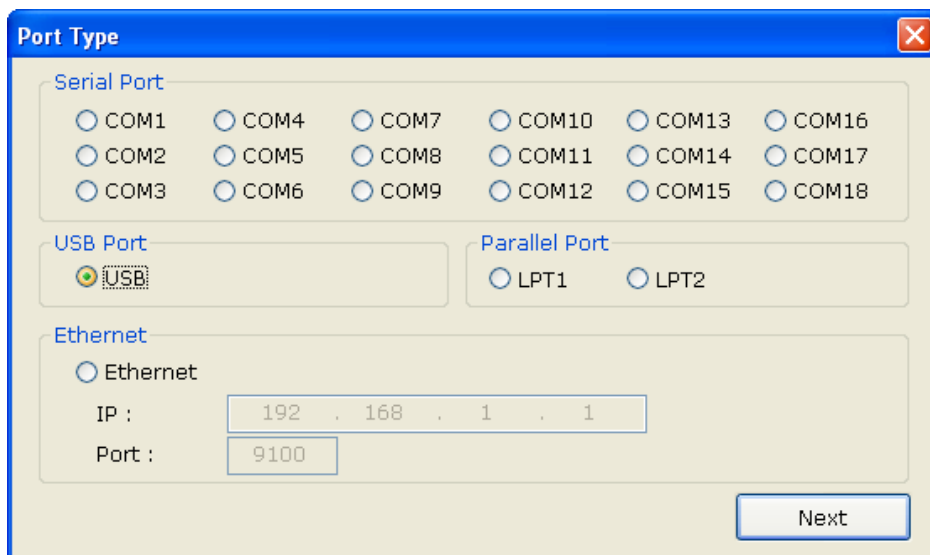 Port Type
Serial Port
COM1 COM4 COM7 COM10 COM13 COM16
COM2 COM5 COM8 COM11 COM14 COM17
COM3 COM6 COM9 COM12 COM15 COM18
USB Port
USB
Parallel Port
LPT1 LPT2
Ethernet
Ethernet
IP : 192 . 168 . 1 . 1
Port : 9100
Next